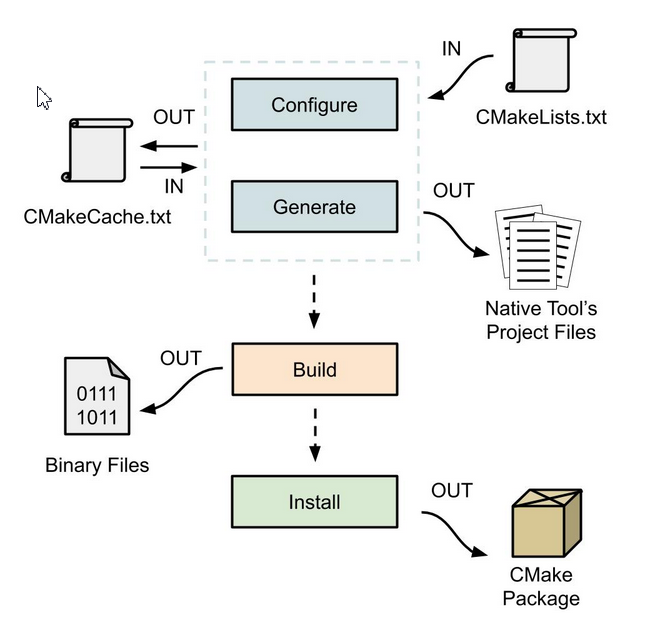 IN
Configure
CMakeLists.txt
OUT
IN
CMakeCache.txt
Generate
OUT
Native Tool's
Project Files
Build
OUT
0111
1011
Binary Files
Install
OUT
CMake
Package